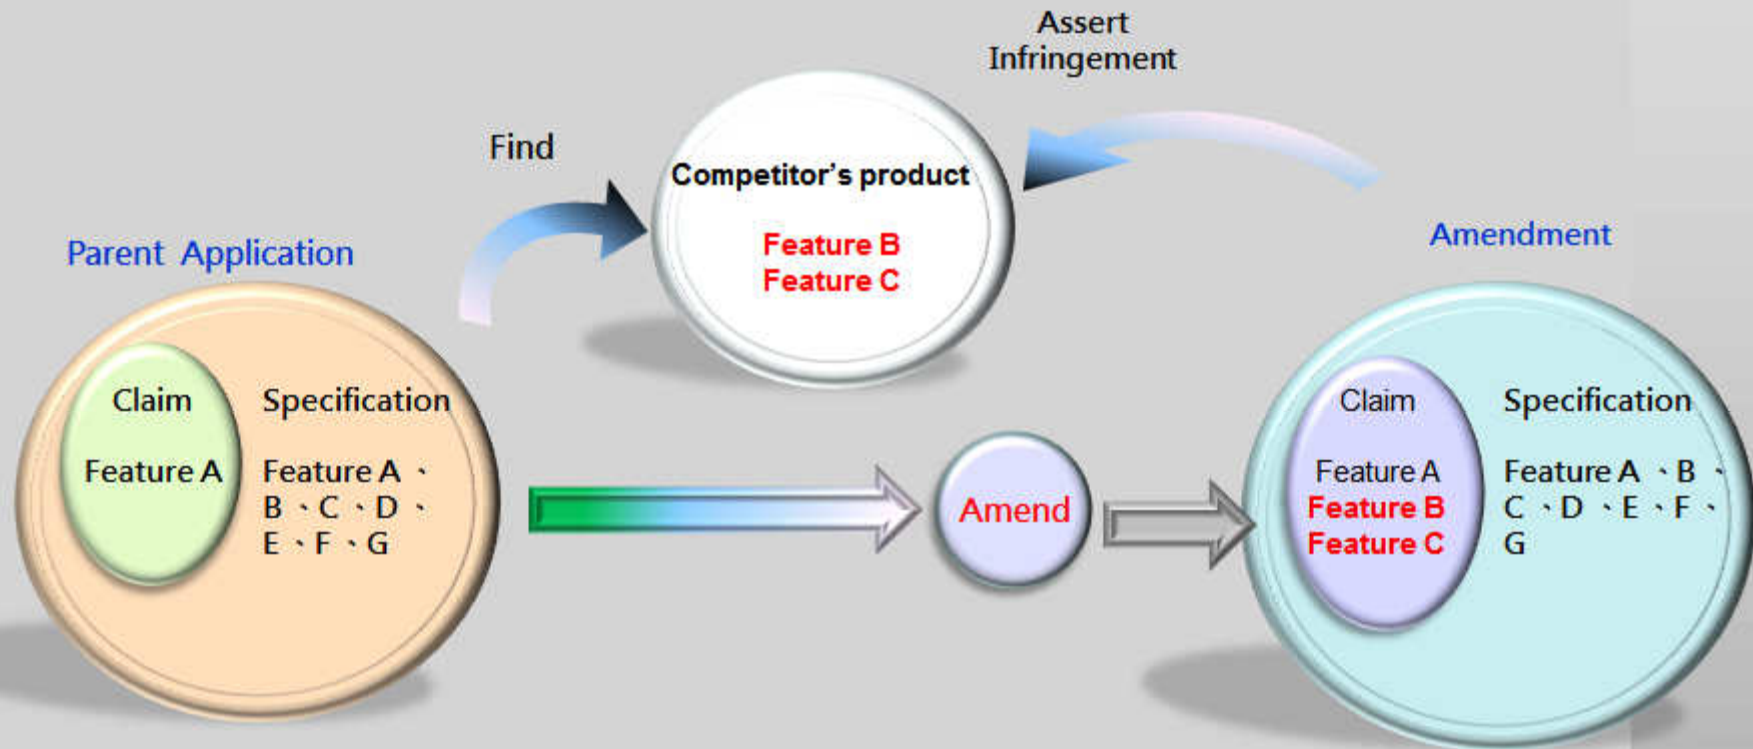 Assert
Infringement
Find
Competitor's product
Feature B
Feature C
Parent Application
Claim
Feature A
Specification
Feature A、
B、C、D、
E、F、G
Amend
Amendment
Claim
Feature A
Feature B
Feature C
Specification
Feature A、B、
C、D、E、F、
G